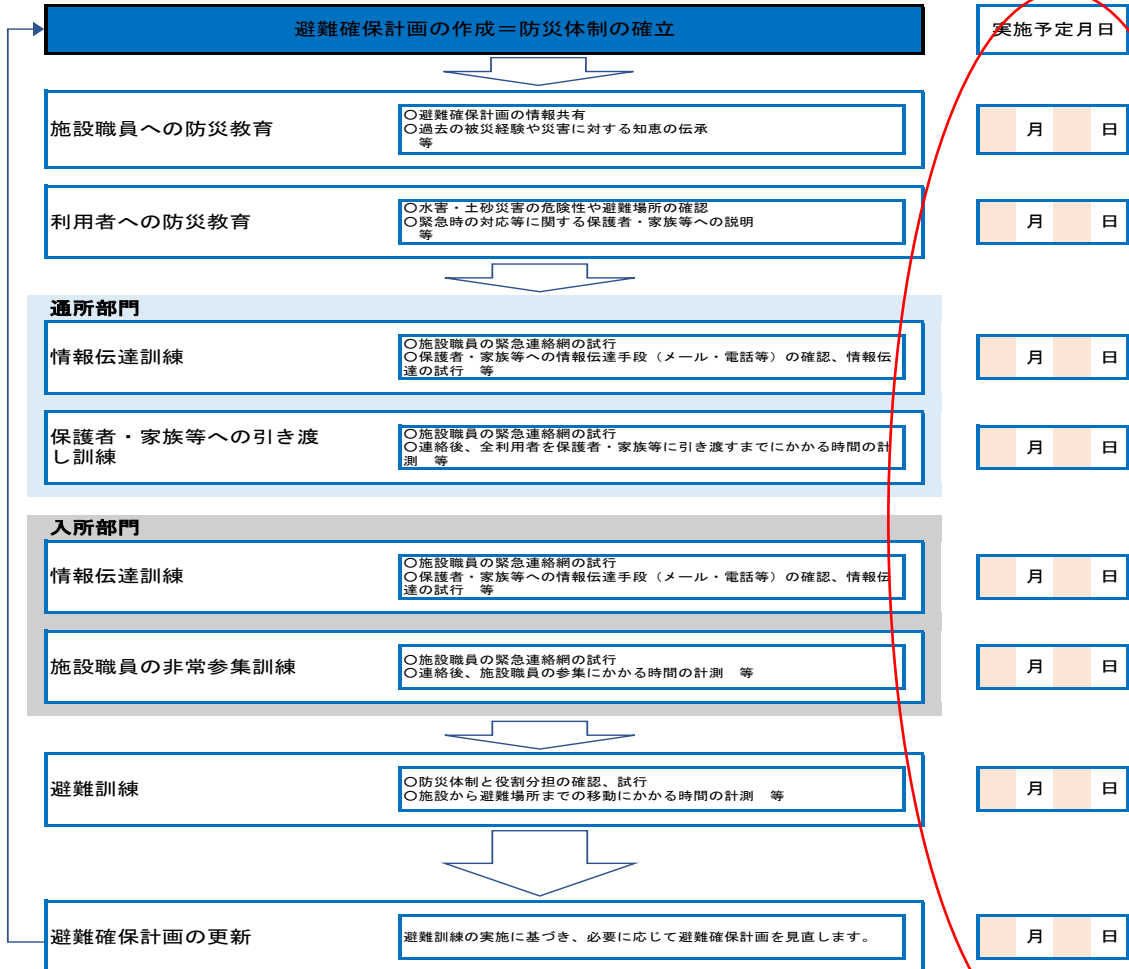 避難確保計画の作成＝防災体制の確立
実施予定月日
施設職員への防災教育
〇避難確保計画の情報共有
〇過去の被災経験や災害に対する知恵の伝承
等
月 日
利用者への防災教育
〇水害・土砂災害の危険性や避難場所の確認
〇緊急時の対応等に関する保護者・家族等への説明
等
月 日
通所部門
情報伝達訓練
〇施設職員の緊急連絡網の試行
〇保護者・家族等への情報伝達手段（メール・電話等）の確認、情報伝
達の試行 等
月 日
保護者・家族等への引き渡
し訓練
〇施設職員の緊急連絡網の試行
〇連絡後、全利用者を保護者・家族等に引き渡すまでにかかる時間の計
測 等
月 日
入所部門
情報伝達訓練
〇施設職員の緊急連絡網の試行
〇保護者・家族等への情報伝達手段（メール・電話等）の確認、情報伝
達の試行 等
月 日
施設職員の非常参集訓練
〇施設職員の緊急連絡網の試行
〇連絡後、施設職員の参集にかかる時間の計測 等
月 日
避難訓練
〇防災体制と役割分担の確認、試行
〇施設から避難場所までの移動にかかる時間の計測 等
月 日
避難確保計画の更新
避難訓練の実施に基づき、必要に応じて避難確保計画を見直します。
月 日